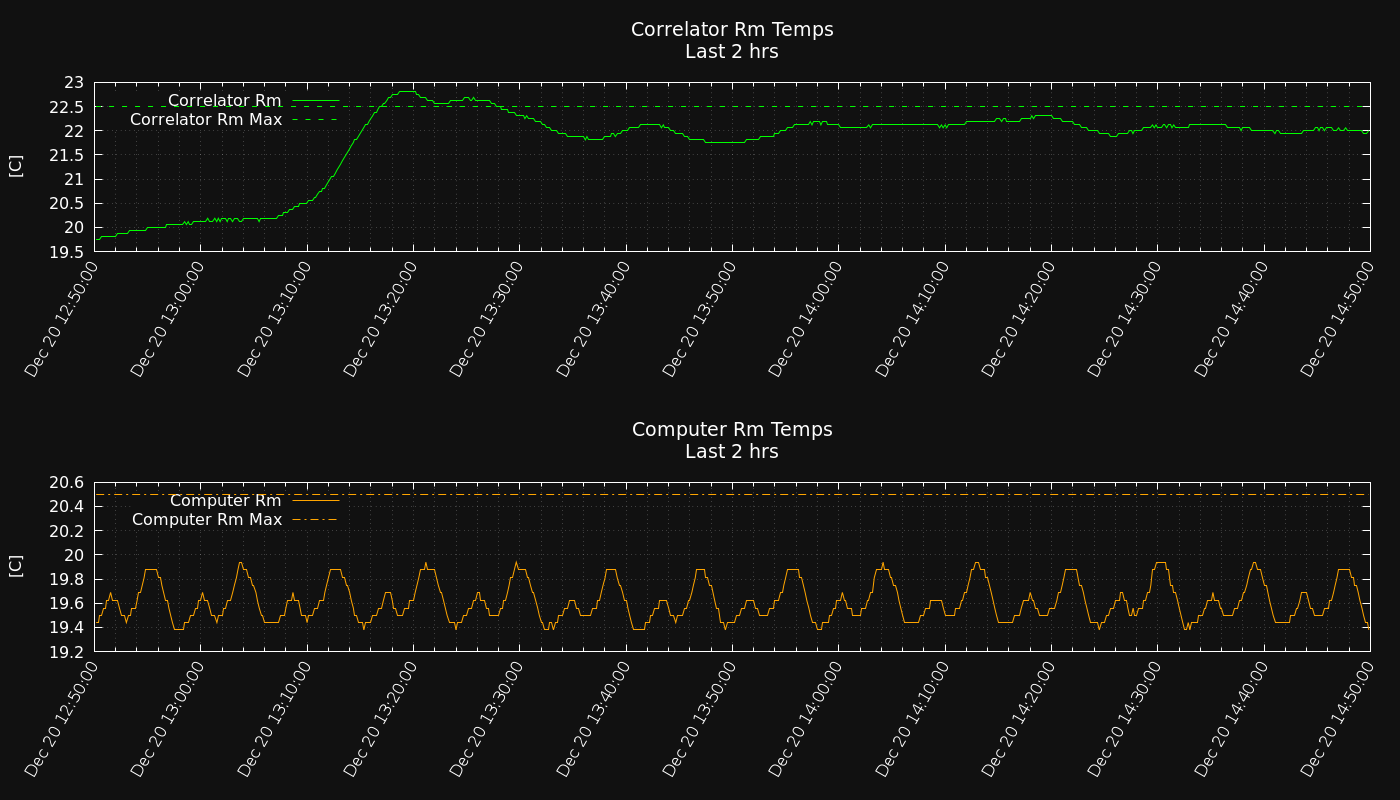 Correlator Rm Temps
Last 2 hrs
23
22.5
22
21.5
21
20.5
20
19.5
[C]
Correlator Rm
Correlator Rm Max
Dec 20 12:50:00
Dec 20 13:00:00
Dec 20 13:10:00
Dec 20 13:20:00
Dec 20 13:30:00
Dec 20 13:40:00
Dec 20 13:50:00
Dec 20 14:00:00
Dec 20 14:10:00
Dec 20 14:20:00
Dec 20 14:30:00
Dec 20 14:40:00
Dec 20 14:50:00
Computer Rm Temps
Last 2 hrs
20.6
20.4
20.2
20
19.8
19.6
19.4
19.2
[C]
Computer Rm
Computer Rm Max
Dec 20 12:50:00
Dec 20 13:00:00
Dec 20 13:10:00
Dec 20 13:20:00
Dec 20 13:30:00
Dec 20 13:40:00
Dec 20 13:50:00
Dec 20 14:00:00
Dec 20 14:10:00
Dec 20 14:20:00
Dec 20 14:30:00
Dec 20 14:40:00
Dec 20 14:50:00